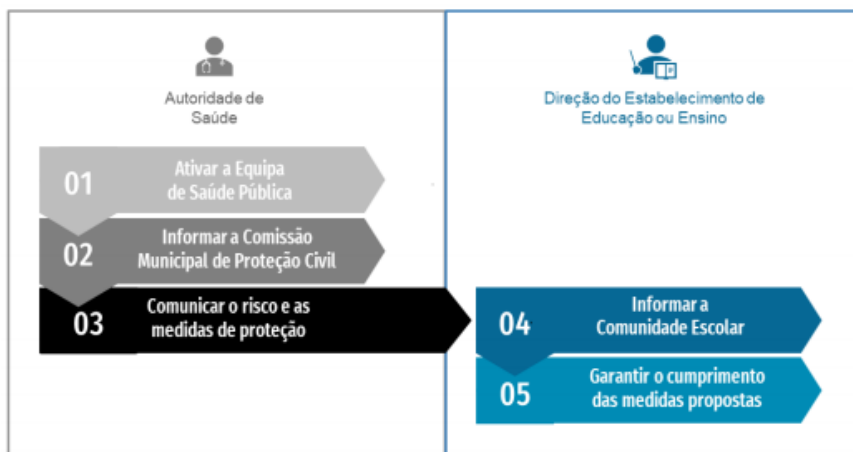 Autoridade de
Saúde
Direção do Estabelecimento de
Educação ou Ensino
01
Ativar a Equipa
de Saúde Pública
02
Informar a Comissão
Municipal de Proteção Civil
03
Comunicar o risco e as
medidas de proteção
04
Informar a
Comunidade Escolar
05
Garantir o cumprimento
das medidas propostas